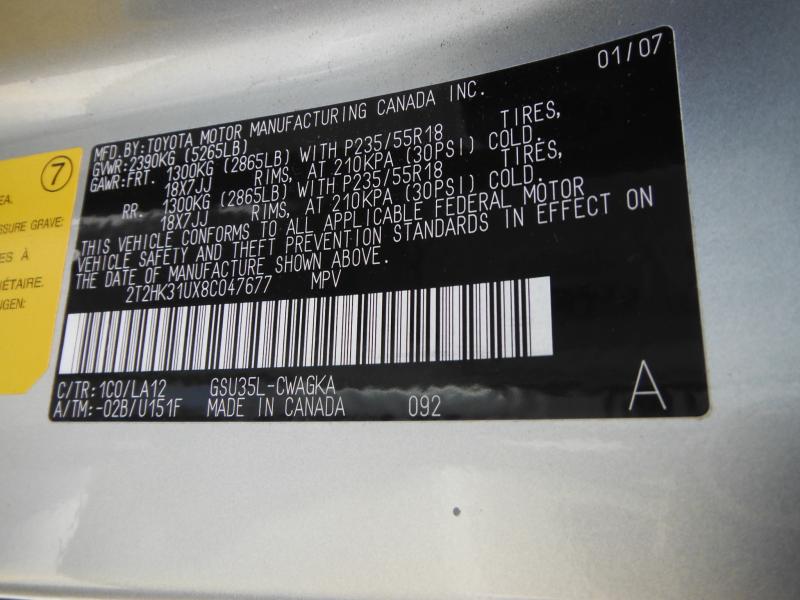 01/07
MFD.BY:TOYOTA MOTOR MANUFACTURING CANADA INC.
GVWR:2390KG (5265LB)
GAWR:FRT. 1300KG (2865LB) WITH P235/55R18 TIRES,
18X7JJ RIMS, AT 210KPA (30PSI) COLD.
RR. 1300KG (2865LB) WITH P235/55R18 TIRES,
18X7JJ RIMS, AT 210KPA (30PSI) COLD.
THIS VEHICLE CONFORMS TO ALL APPLICABLE FEDERAL MOTOR
VEHICLE SAFETY AND THEFT PREVENTION STANDARDS IN EFFECT ON
THE DATE OF MANUFACTURE SHOWN ABOVE.
2T2HK31UX8C047677 MPV
C/TR:1C0/LA12 GSU35L-CWAGKA
A/TM:-02B/U151F MADE IN CANADA 092
A
7
EA.
SSURE GRAVE:
ES À
IÉTAIRE.
NGEN: